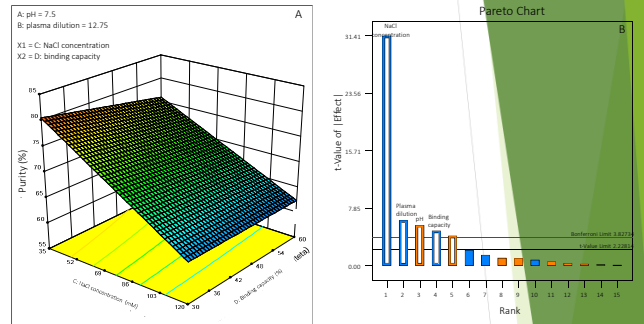 A: pH = 7.5
B: plasma dilution = 12.75
X1 = C: NaCl concentration
X2 = D: binding capacity
A
Purity (%)
85
80
75
70
65
60
55
35
52
69
86
103
120
30
36
42
48
54
60
C: NaCl concentration (mM)
D: Binding capacity (%)
Pareto Chart
B
t-Value of |Effect|
31.41
23.56
15.71
7.85
0.00
NaCl
concentration
Plasma
dilution
pH
Binding
capacity
Bonferroni Limit 3.82734
t-Value Limit 2.22814
1 2 3 4 5 6 7 8 9 10 11 12 13 14 15
Rank